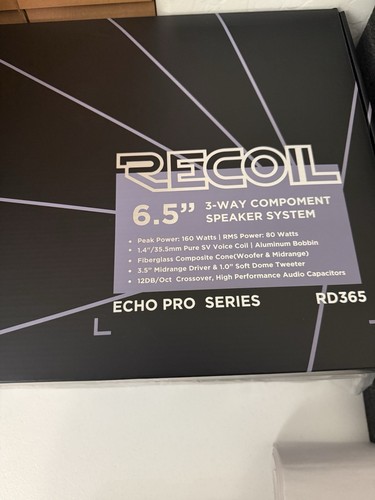 RECOIL
6.5” 3-WAY COMPOMENT
SPEAKER SYSTEM
• Peak Power: 160 Watts | RMS Power: 80 Watts
• 1.4"/35.5mm Pure SV Voice Coil | Aluminum Bobbin
• Fiberglass Composite Cone(Woofer & Midrange)
• 3.5" Midrange Driver & 1.0" Soft Dome Tweeter
• 12DB/Oct Crossover, High Performance Audio Capacitors
ECHO PRO SERIES RD365